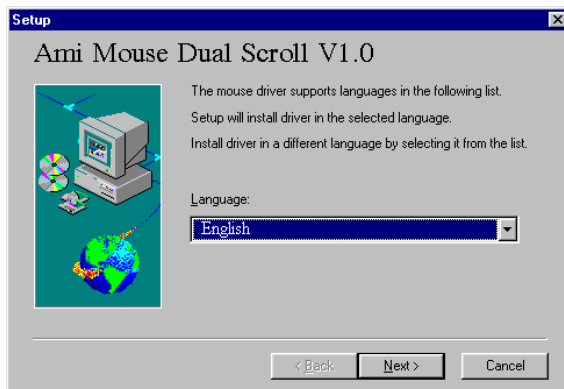 Setup
Ami Mouse Dual Scroll V1.0
The mouse driver supports languages in the following list.
Setup will install driver in the selected language.
Install driver in a different language by selecting it from the list.
Language:
English
< Back
Next >
Cancel